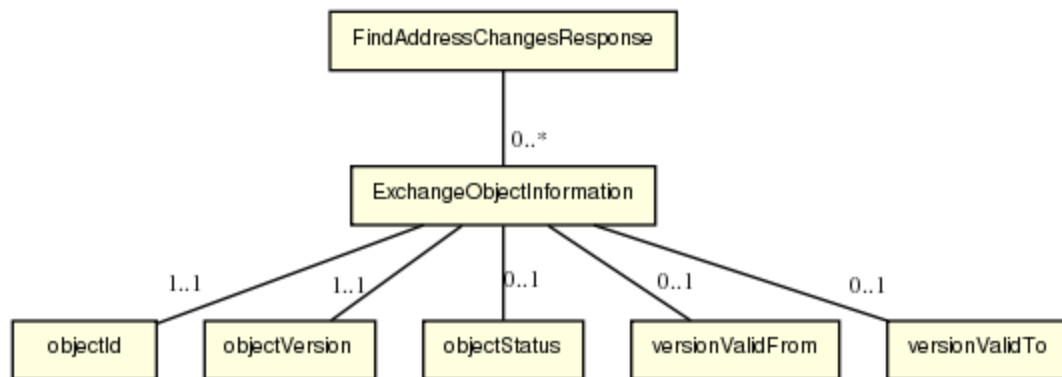 FindAddressChangesResponse
0..*
ExchangeObjectInformation
1..1
1..1
0..1
0..1
0..1
objectId
objectVersion
objectStatus
versionValidFrom
versionValidTo